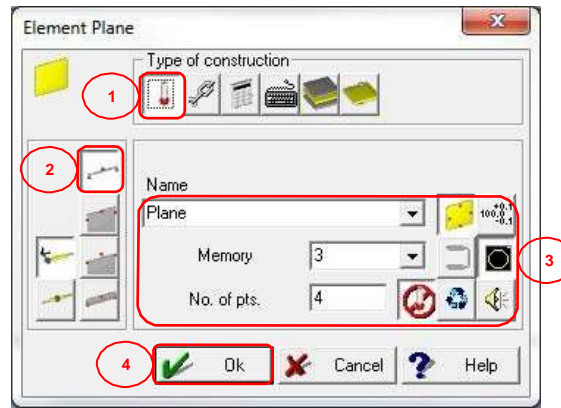 Element Plane
Type of construction
1
2
Name
Plane
+0.1
100.0
-0.1
Memory
3
3
No. of pts.
4
4
Ok
Cancel
? Help